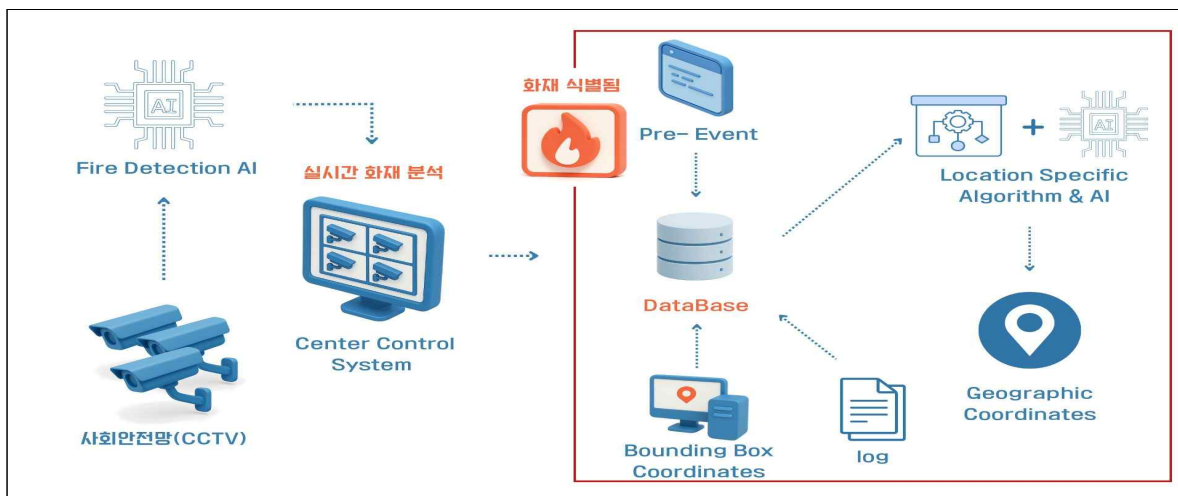 AI
Fire Detection AI
사회안전망(CCTV)
실시간 화재 분석
Center Control
System
화재 식별됨
Pre- Event
DataBase
Bounding Box
Coordinates
log
+
AI
Location Specific
Algorithm & AI
Geographic
Coordinates